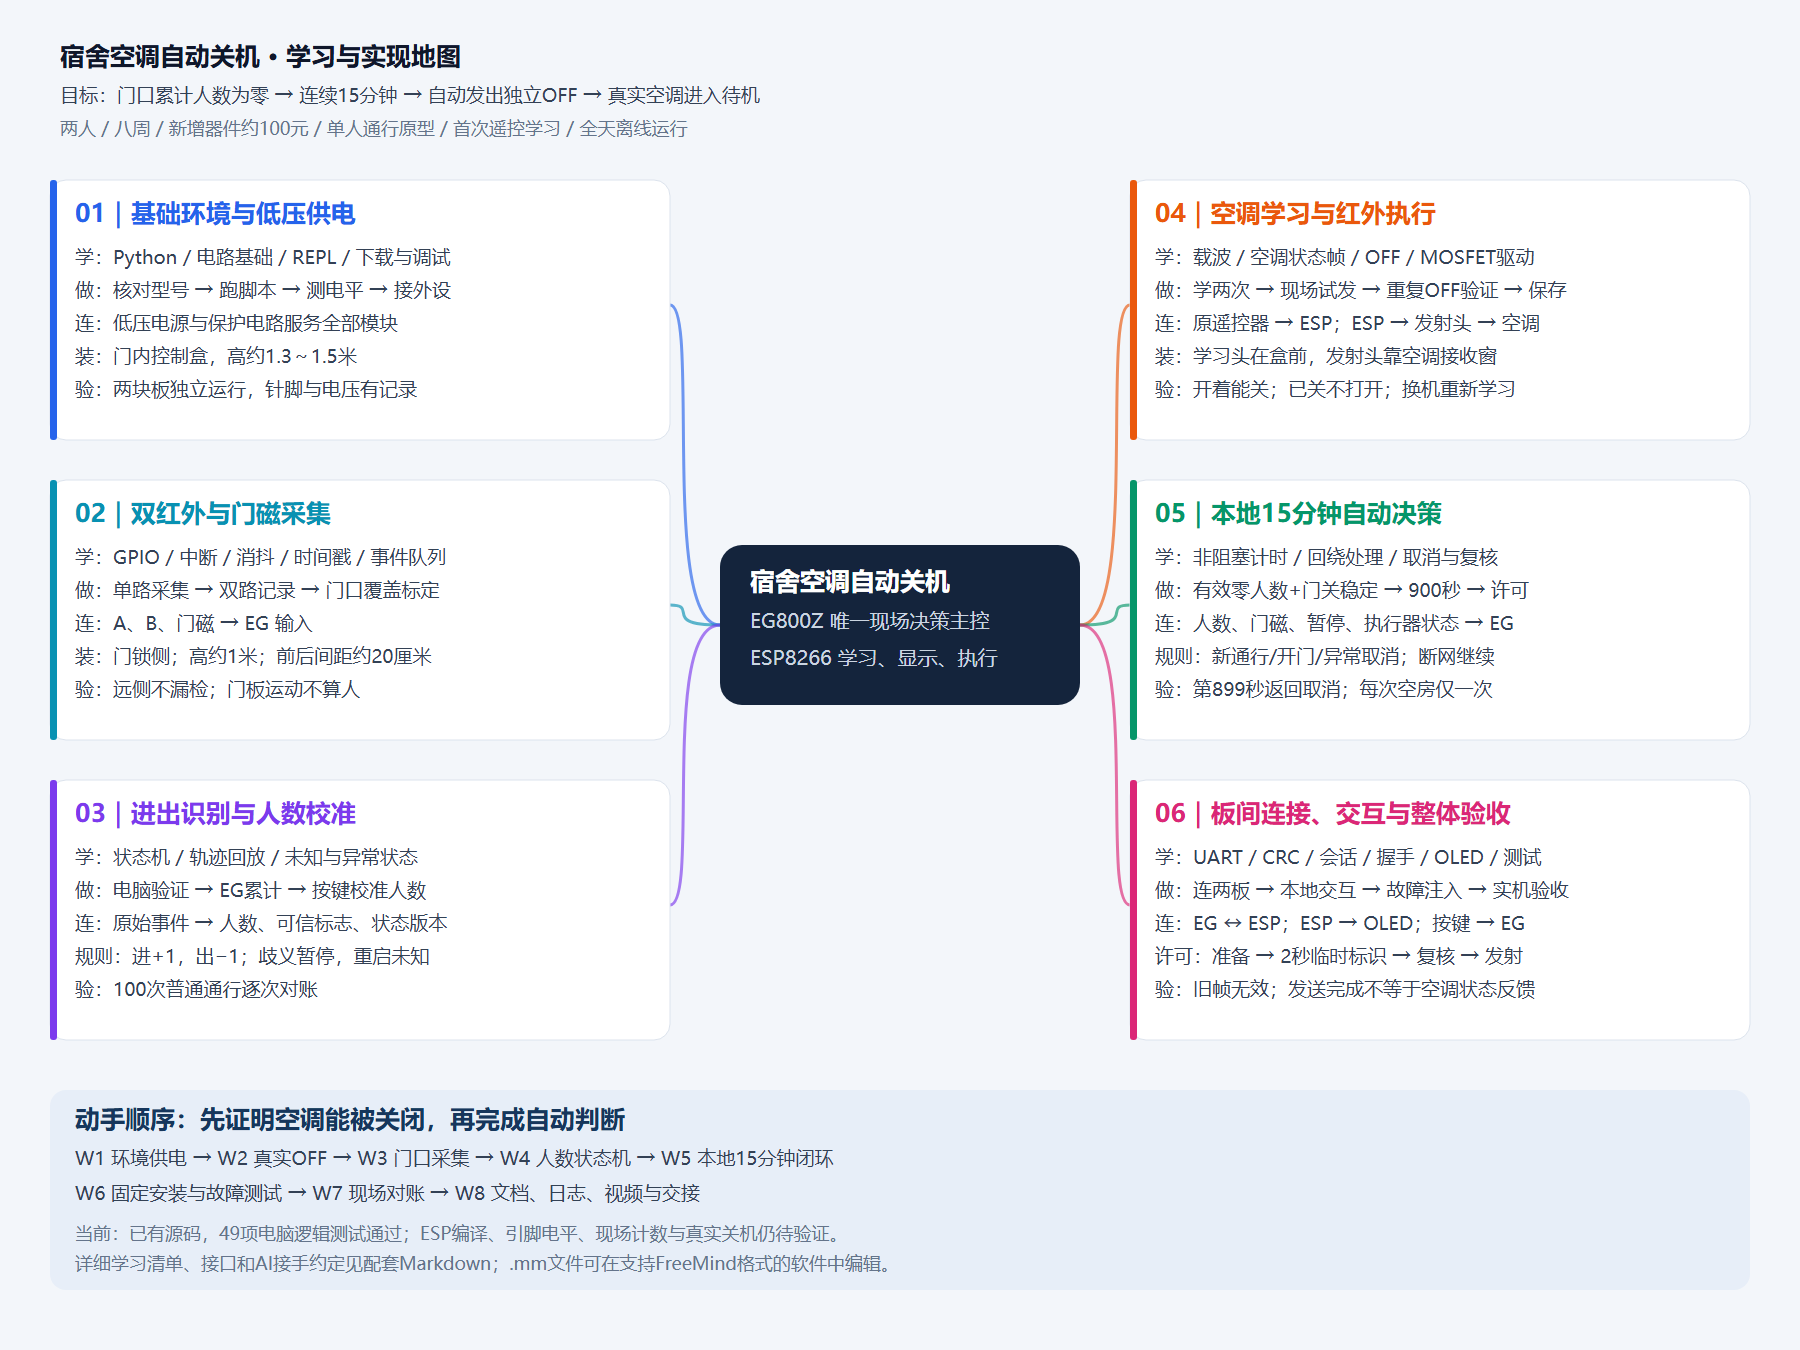 宿舍空调自动关机 • 学习与实现地图
目标：门口累计人数为零 → 连续15分钟 → 自动发出独立OFF → 真实空调进入待机
两人 / 八周 / 新增器件约100元 / 单人通行原型 / 首次遥控学习 / 全天离线运行
01｜基础环境与低压供电
学：Python / 电路基础 / REPL / 下载与调试
做：核对型号 → 跑脚本 → 测电平 → 接外设
连：低压电源与保护电路服务全部模块
装：门内控制盒，高约1.3～1.5米
验：两块板独立运行，针脚与电压有记录
02｜双红外与门磁采集
学：GPIO / 中断 / 消抖 / 时间戳 / 事件队列
做：单路采集 → 双路记录 → 门口覆盖标定
连：A、B、门磁 → EG 输入
装：门锁侧；高约1米；前后间距约20厘米
验：远侧不漏检；门板运动不算人
03｜进出识别与人数校准
学：状态机 / 轨迹回放 / 未知与异常状态
做：电脑验证 → EG累计 → 按键校准人数
连：原始事件 → 人数、可信标志、状态版本
规则：进+1，出−1；歧义暂停，重启未知
验：100次普通通行逐次对账
宿舍空调自动关机
EG800Z 唯一现场决策主控
ESP8266 学习、显示、执行
04｜空调学习与红外执行
学：载波 / 空调状态帧 / OFF / MOSFET驱动
做：学两次 → 现场试发 → 重复OFF验证 → 保存
连：原遥控器 → ESP；ESP → 发射头 → 空调
装：学习头在盒前，发射头靠空调接收窗
验：开着能关；已关不打开；换机重新学习
05｜本地15分钟自动决策
学：非阻塞计时 / 回绕处理 / 取消与复核
做：有效零人数+门关稳定 → 900秒 → 许可
连：人数、门磁、暂停、执行器状态 → EG
规则：新通行/开门/异常取消；断网继续
验：第899秒返回取消；每次空房仅一次
06｜板间连接、交互与整体验收
学：UART / CRC / 会话 / 握手 / OLED / 测试
做：连两板 → 本地交互 → 故障注入 → 实机验收
连：EG ↔ ESP；ESP → OLED；按键 → EG
许可：准备 → 2秒临时标识 → 复核 → 发射
验：旧帧无效；发送完成不等于空调状态反馈
动手顺序：先证明空调能被关闭，再完成自动判断
W1 环境供电 → W2 真实OFF → W3 门口采集 → W4 人数状态机 → W5 本地15分钟闭环
W6 固定安装与故障测试 → W7 现场对账 → W8 文档、日志、视频与交接
当前：已有源码，49项电脑逻辑测试通过；ESP编译、引脚电平、现场计数与真实关机仍待验证。
详细学习清单、接口和AI接手约定见配套Markdown；.mm文件可在支持FreeMind格式的软件中编辑。